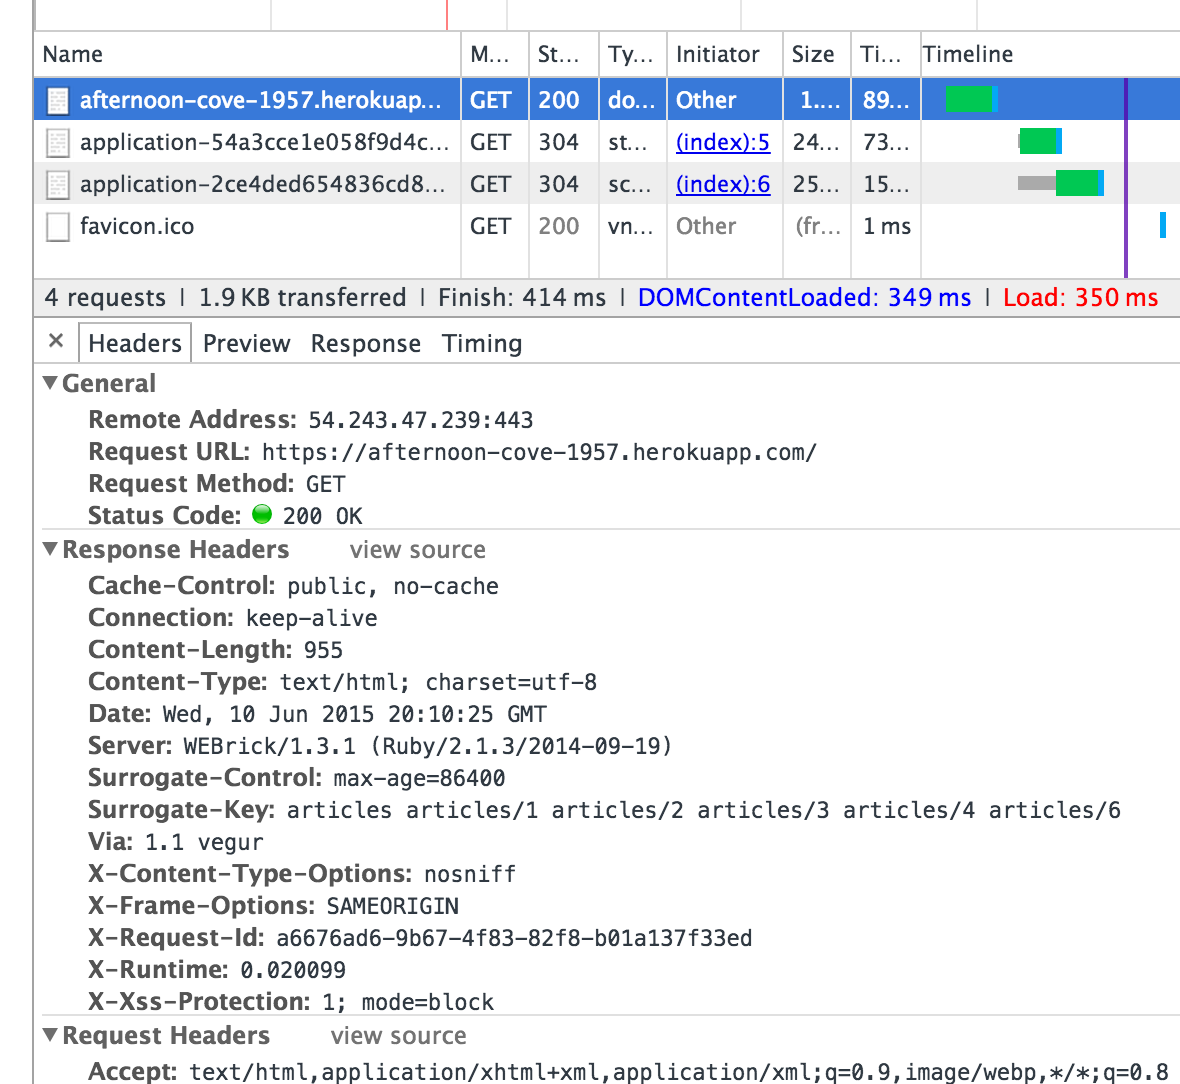 Name M... St... Ty... Initiator Size Ti... Timeline
afternoon-cove-1957.herokuap... GET 200 do... Other 1.... 89...
application-54a3cce1e058f9d4c... GET 304 st... (index):5 24... 73...
application-2ce4ded654836cd8... GET 304 sc... (index):6 25... 15...
favicon.ico GET 200 vn... Other (fr... 1 ms
4 requests | 1.9 KB transferred | Finish: 414 ms | DOMContentLoaded: 349 ms | Load: 350 ms
× Headers Preview Response Timing
▼ General
Remote Address: 54.243.47.239:443
Request URL: https://afternoon-cove-1957.herokuapp.com/
Request Method: GET
Status Code: 200 OK
▼ Response Headers view source
Cache-Control: public, no-cache
Connection: keep-alive
Content-Length: 955
Content-Type: text/html; charset=utf-8
Date: Wed, 10 Jun 2015 20:10:25 GMT
Server: WEBrick/1.3.1 (Ruby/2.1.3/2014-09-19)
Surrogate-Control: max-age=86400
Surrogate-Key: articles articles/1 articles/2 articles/3 articles/4 articles/6
Via: 1.1 vegur
X-Content-Type-Options: nosniff
X-Frame-Options: SAMEORIGIN
X-Request-Id: a6676ad6-9b67-4f83-82f8-b01a137f33ed
X-Runtime: 0.020099
X-Xss-Protection: 1; mode=block
▼ Request Headers view source
Accept: text/html,application/xhtml+xml,application/xml;q=0.9,image/webp,*/*;q=0.8